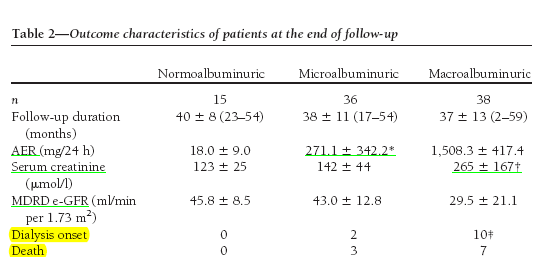 Table 2—Outcome characteristics of patients at the end of follow-up
Normoalbuminuric Microalbuminuric Macroalbuminuric
n 15 36 38
Follow-up duration 40 ± 8 (23–54) 38 ± 11 (17–54) 37 ± 13 (2–59)
(months)
AER (mg/24 h) 18.0 ± 9.0 271.1 ± 342.2* 1,508.3 ± 417.4
Serum creatinine 123 ± 25 142 ± 44 265 ± 167†
(μmol/l)
MDRD e-GFR (ml/min 45.8 ± 8.5 43.0 ± 12.8 29.5 ± 21.1
per 1.73 m²)
Dialysis onset 0 2 10‡
Death 0 3 7